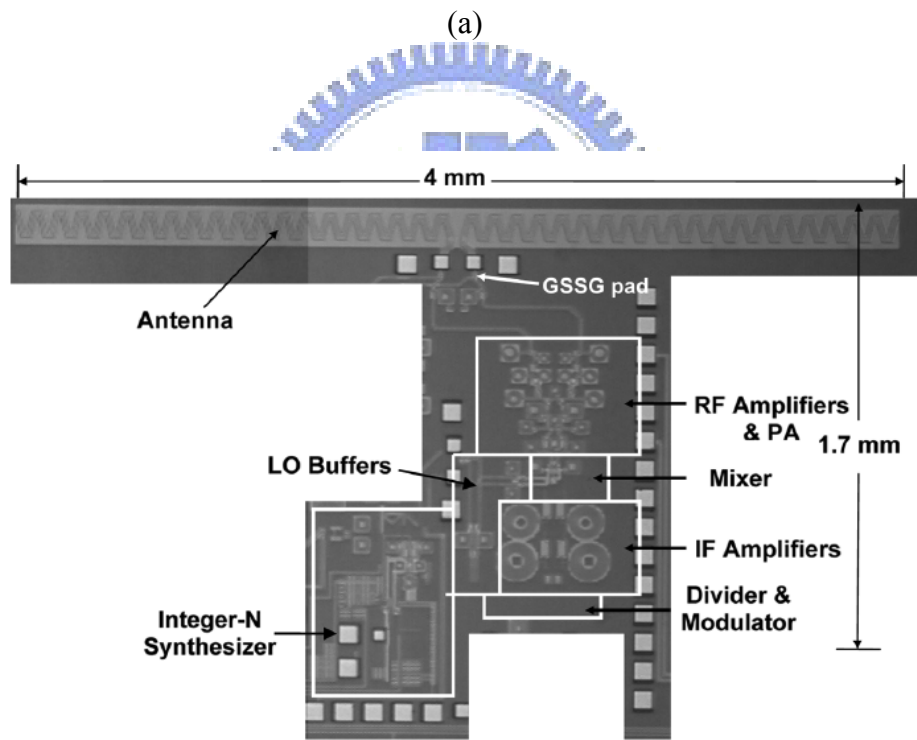 (a)
4 mm
GSSG pad
Antenna
RF Amplifiers
& PA
1.7 mm
LO Buffers
Mixer
IF Amplifiers
Divider &
Modulator
Integer-N
Synthesizer